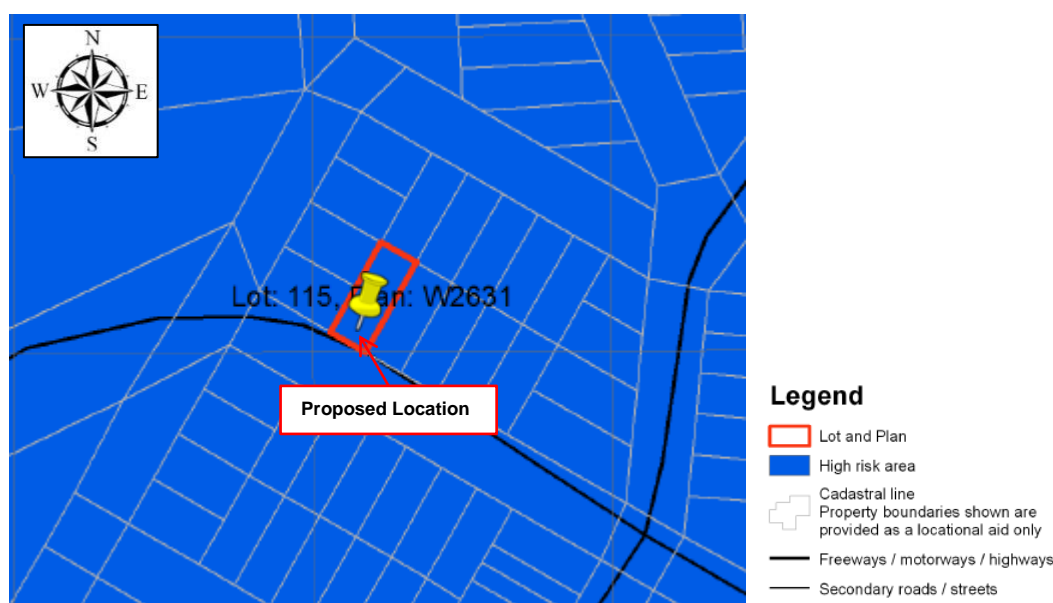 N
W E
S
Lot: 115, Plan: W2631
Proposed Location
Legend
Lot and Plan
High risk area
Cadastral line
Property boundaries shown are
provided as a locational aid only
Freeways / motorways / highways
Secondary roads / streets